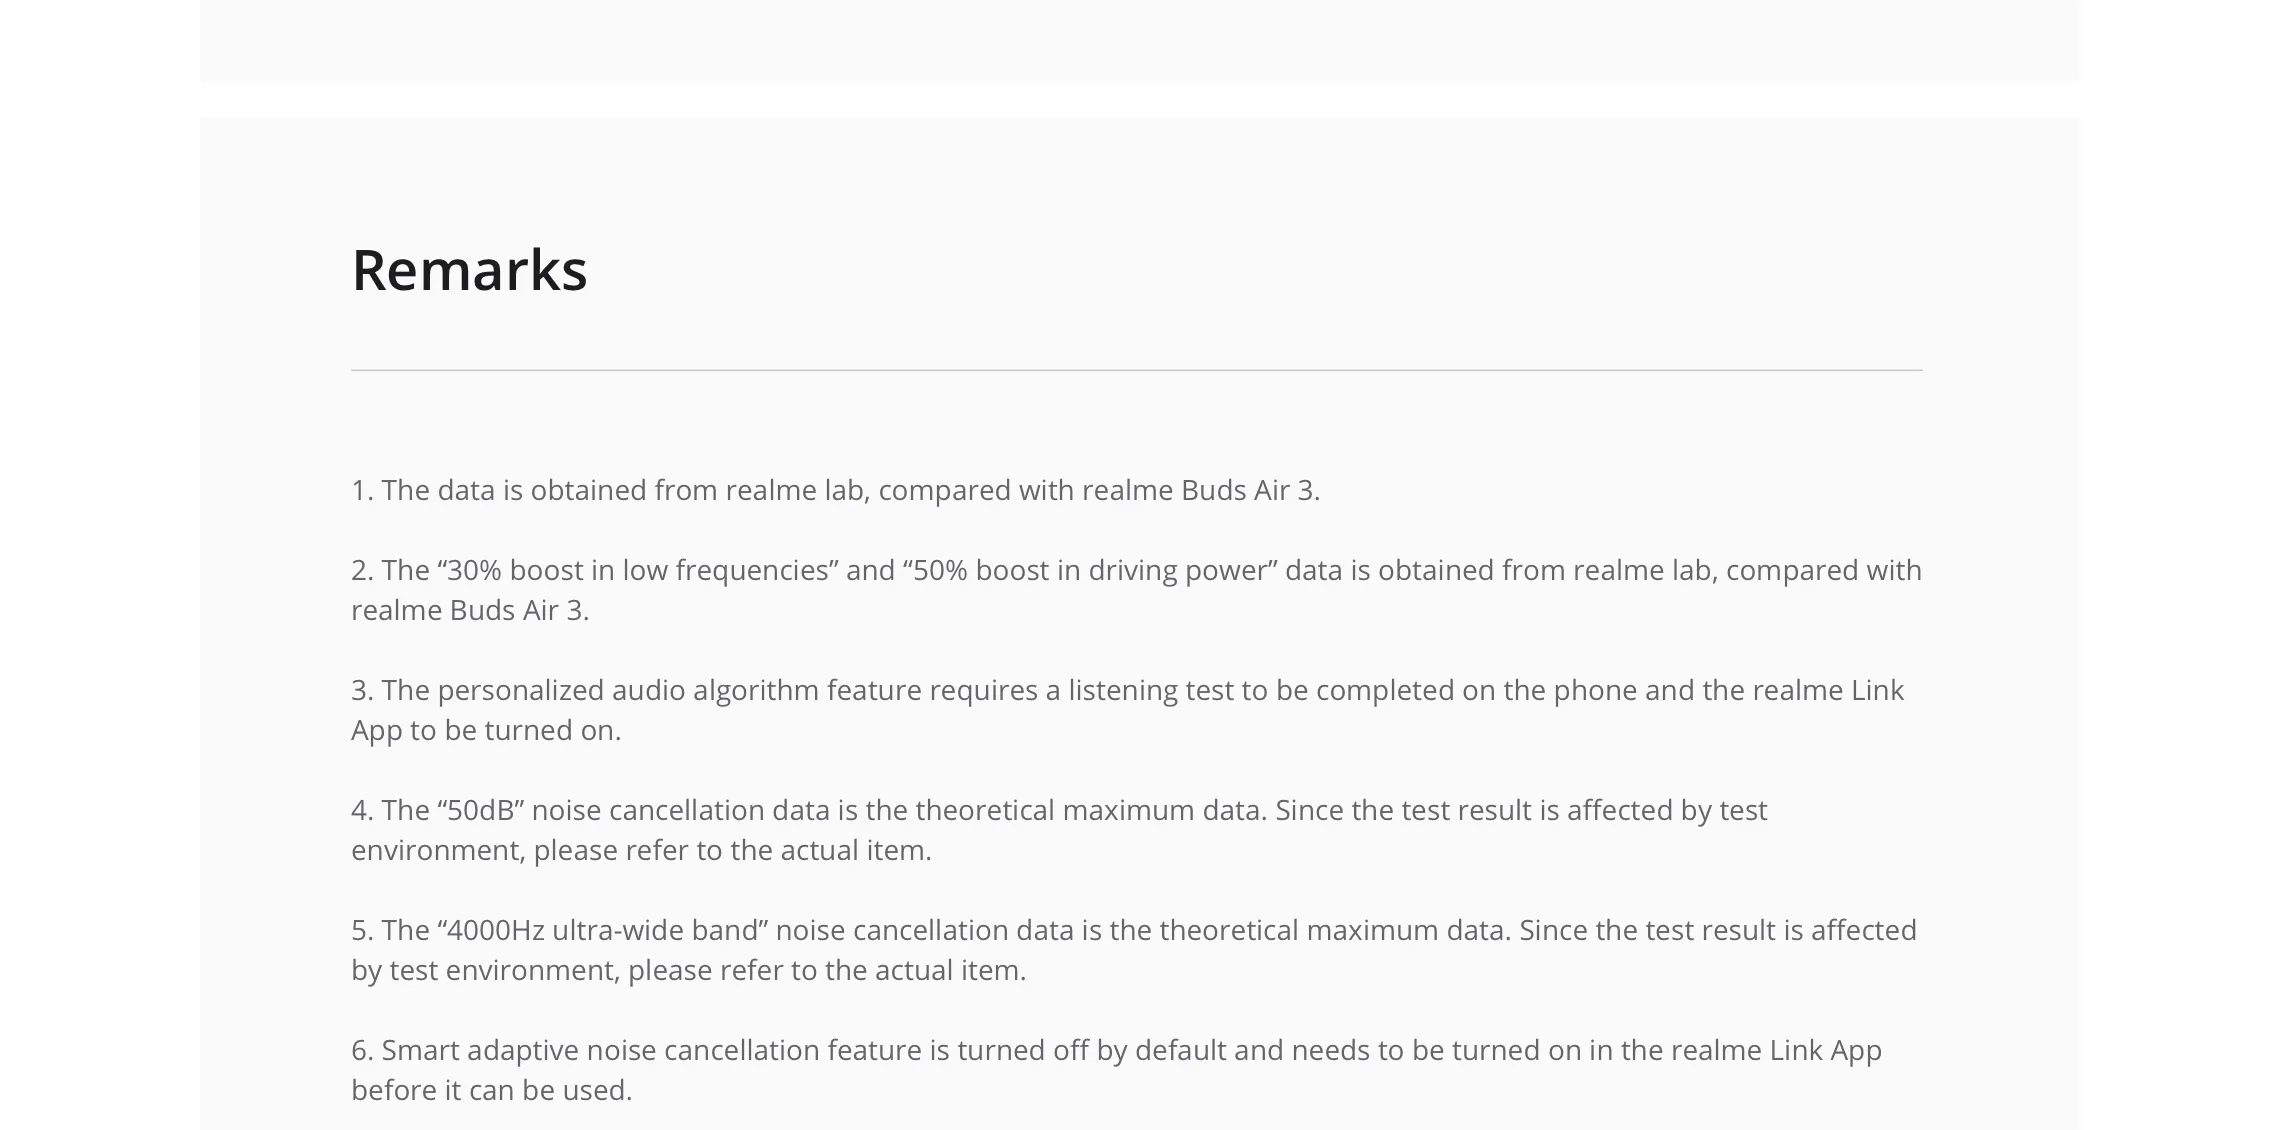 Remarks
1. The data is obtained from realme lab, compared with realme Buds Air 3.
2. The “30% boost in low frequencies” and “50% boost in driving power” data is obtained from realme lab, compared with
realme Buds Air 3.
3. The personalized audio algorithm feature requires a listening test to be completed on the phone and the realme Link
App to be turned on.
4. The “50dB” noise cancellation data is the theoretical maximum data. Since the test result is affected by test
environment, please refer to the actual item.
5. The “4000Hz ultra-wide band” noise cancellation data is the theoretical maximum data. Since the test result is affected
by test environment, please refer to the actual item.
6. Smart adaptive noise cancellation feature is turned off by default and needs to be turned on in the realme Link App
before it can be used.